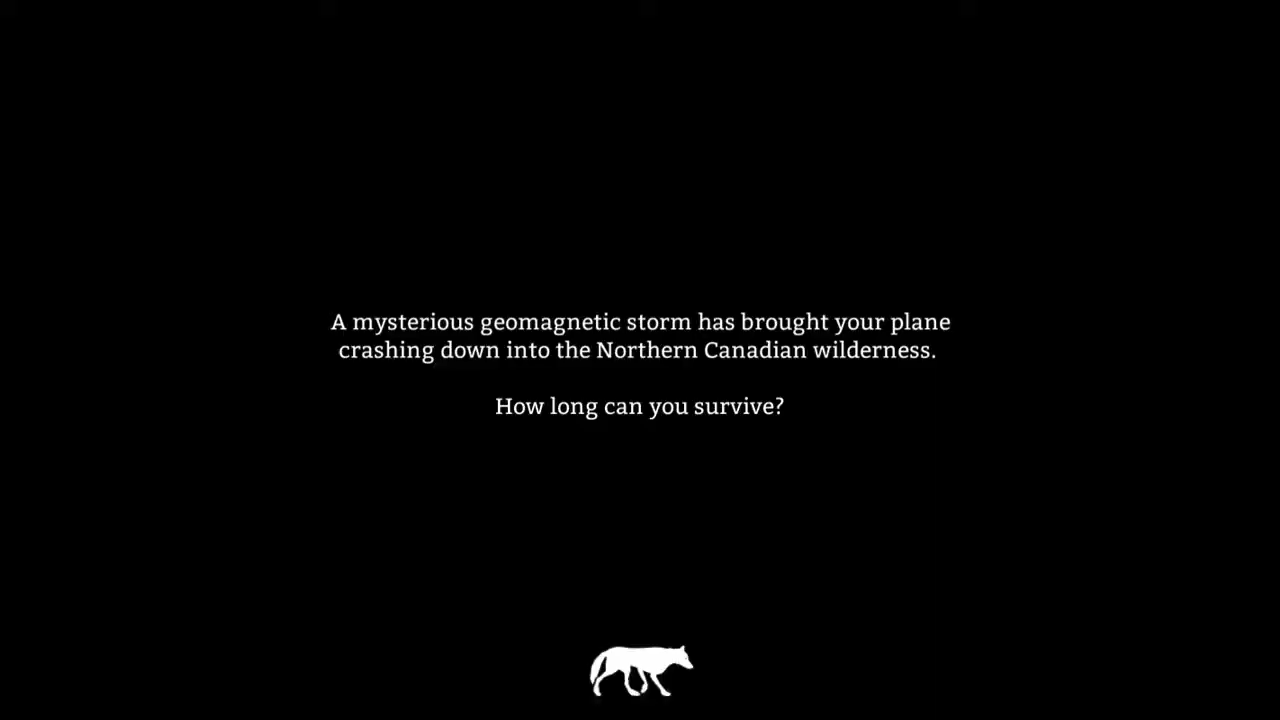 A mysterious geomagnetic storm has brought your plane
crashing down into the Northern Canadian wilderness.
How long can you survive?